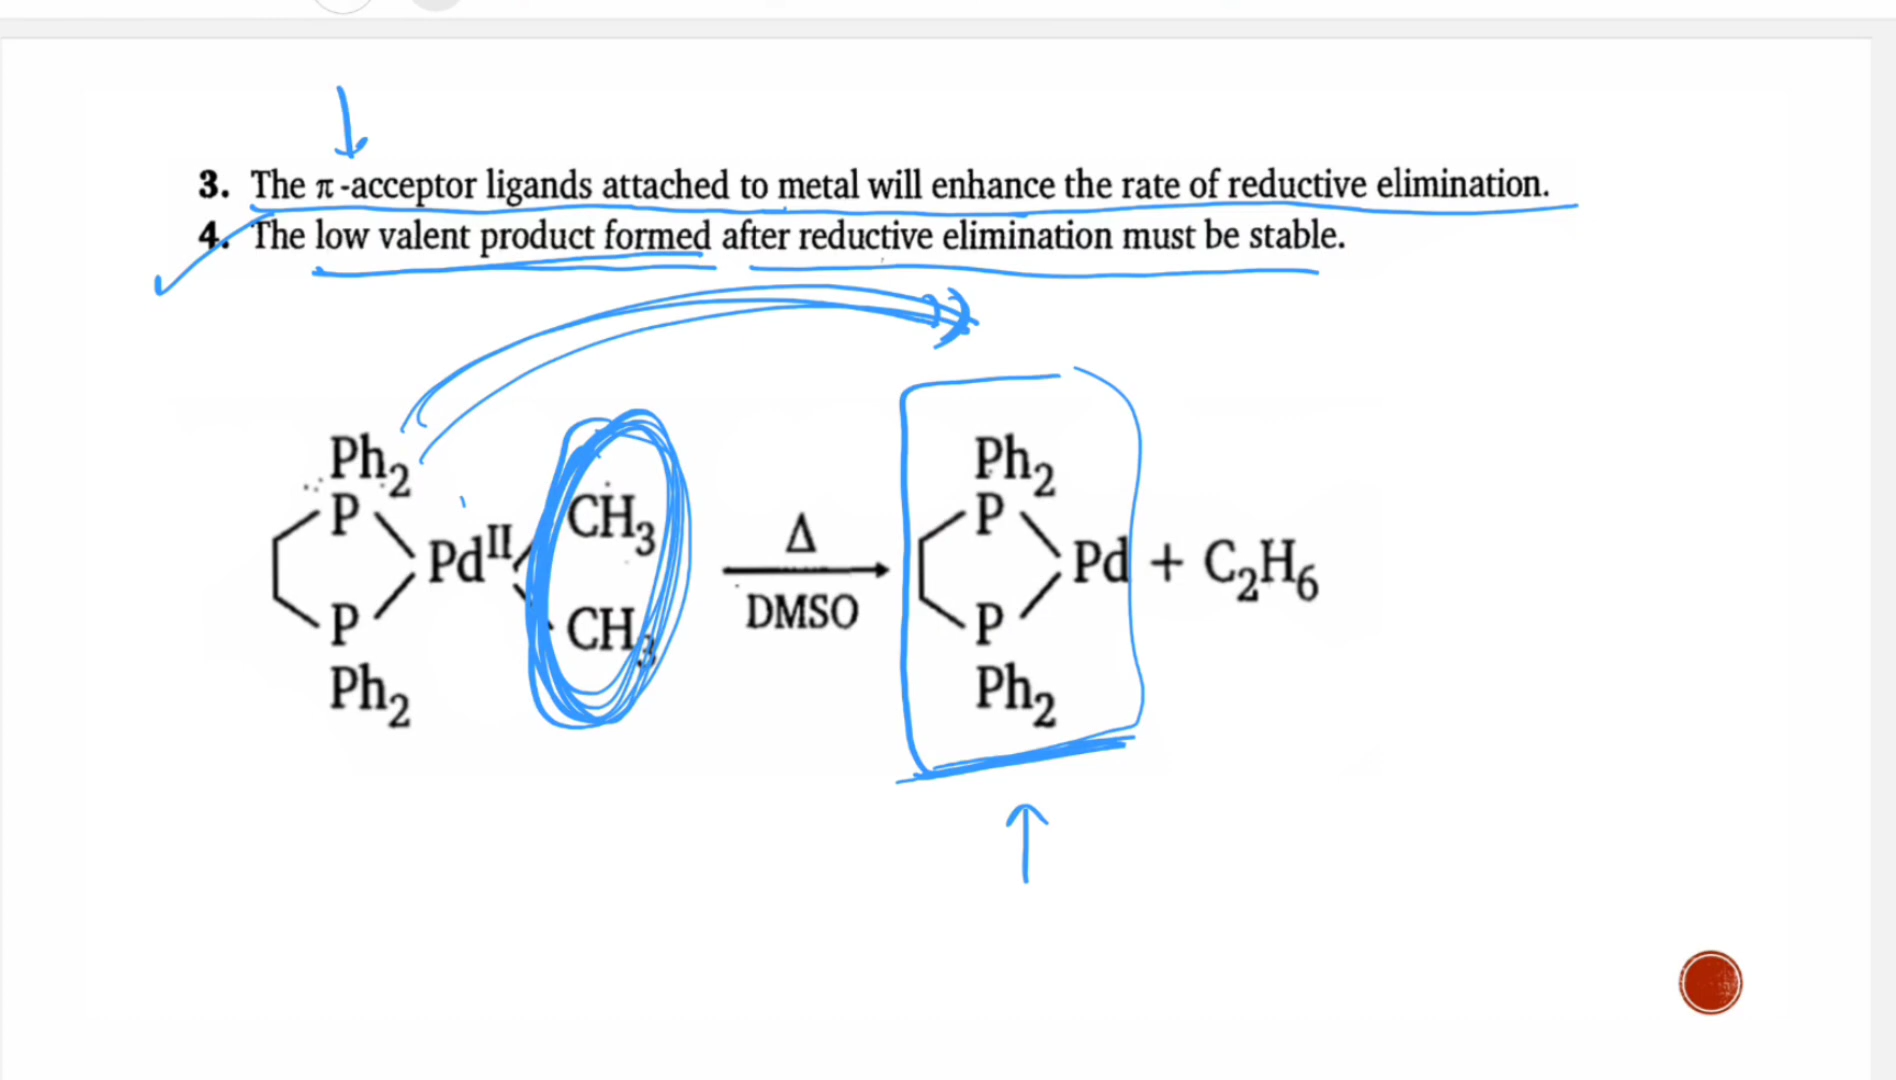 3. The π-acceptor ligands attached to metal will enhance the rate of reductive elimination.
4. The low valent product formed after reductive elimination must be stable.
Ph₂ Ph₂
P CH₃ Δ P
Pdᴵᴵ Pd + C₂H₆
P CH₃ DMSO P
Ph₂ Ph₂